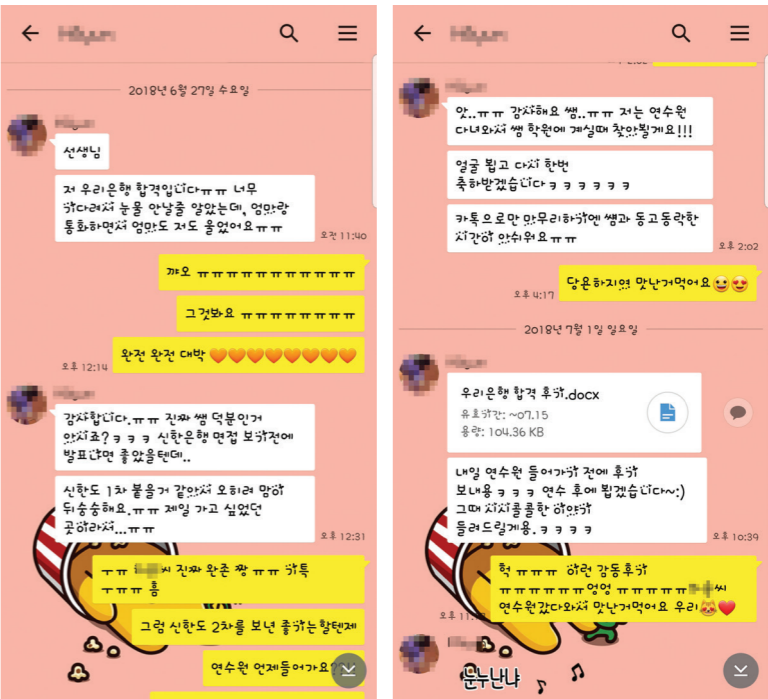 2018년 6월 27일 수요일
선생님
저 우리은행 합격입니다ㅠㅠ 너무
기다려서 눈물 안날줄 알았는데, 엄마랑
통화하면서 엄마도 저도 울었어요ㅠㅠ
오전 11:40
꺄오 ㅠㅠㅠㅠㅠㅠㅠㅠㅠㅠㅠㅠ
그것봐요 ㅠㅠㅠㅠㅠㅠㅠㅠㅠ
완전 완전 대박 🧡🧡🧡🧡🧡🧡🧡🧡
오후 12:14
감사합니다.ㅠㅠ 진짜 쌤 덕분인거
아시죠?ㅋㅋㅋ 신한은행 면접 보기전에
발표나면 좋았을텐데..
신한도 1차 붙을거 같아서 오히려 맘이
뒤숭숭해요.ㅠㅠ 제일 가고 싶었던
곳이라서...ㅠㅠ
오후 12:31
ㅜㅠ 씨 진짜 완존 짱 ㅠㅠ 기특
ㅜㅠㅠ 흡
그럼 신한도 2차를 보년 좋기는할텐제
연수원 언제들어가요?
앗..ㅠㅠ 감사해요 쌤..ㅠㅠ 저는 연수원
다녀와서 쌤 학원에 계실때 찾아뵐게요!!!
얼굴 뵙고 다시 한번
축하받겠습니다ㅋㅋㅋㅋㅋㅋ
카톡으로만 마무리하기엔 쌤과 동고동락한
시간이 아쉬워요ㅠㅠ
오후 2:02
당욘하지염 맛난거먹어요😀😍
오후 4:17
2018년 7월 1일 일요일
우리은행 합격 후기.docx
유효기간: ~07.15
용량: 104.36 KB
내일 연수원 들어가기 전에 후기
보내용ㅋㅋㅋ 연수 후에 뵙겠습니다~:)
그때 시시콜콜한 이야기
들려드릴게용.ㅋㅋㅋㅋ
오후 10:39
헉 ㅠㅠㅠ 이런 감동후기
ㅠㅠㅠㅠㅠㅠ엉엉 ㅠㅠㅠㅠㅠ 씨
연수원갔다와서 맛난거먹어요 우리😻❤️
눈누난냐